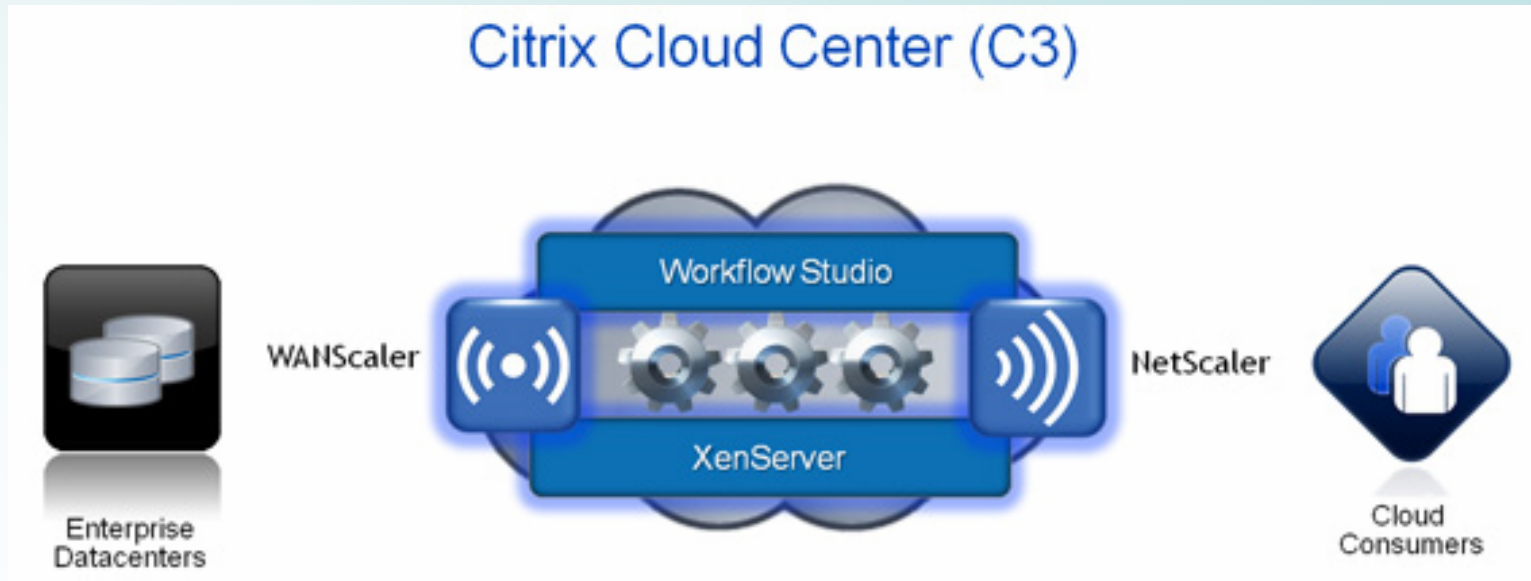 Citrix Cloud Center (C3)
Workflow Studio
WANScaler
NetScaler
XenServer
Enterprise
Datacenters
Cloud
Consumers